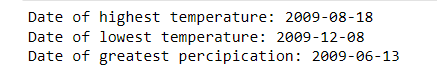 Date of highest temperature: 2009-08-18
Date of lowest temperature: 2009-12-08
Date of greatest percipication: 2009-06-13